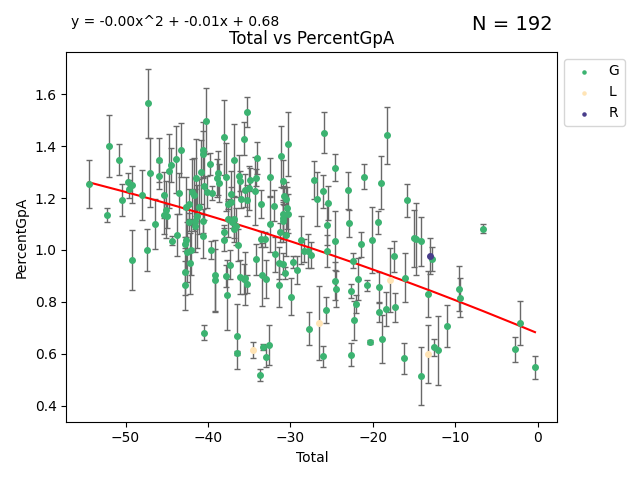 y = -0.00x^2 + -0.01x + 0.68
N = 192
Total vs PercentGpA
G
L
R
PercentGpA
1.6
1.4
1.2
1.0
0.8
0.6
0.4
−50
−40
−30
−20
−10
0
Total